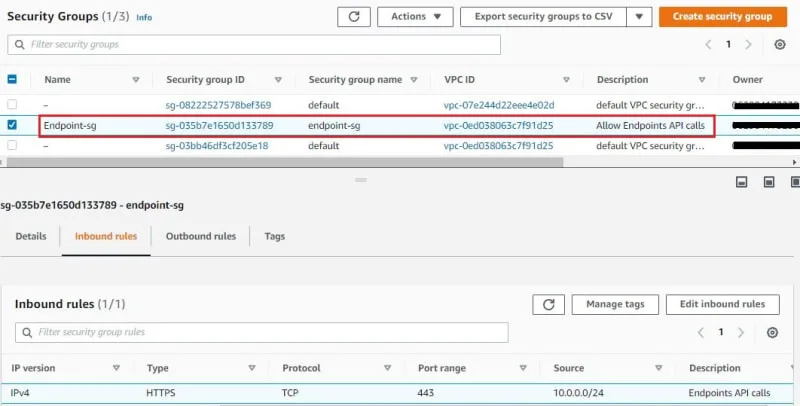 Security Groups (1/3) Info Actions Export security groups to CSV Create security group
Filter security groups 1
Name Security group ID Security group name VPC ID Description Owner
– sg-08222527578bef369 default vpc-07e244d22eee4e02d default VPC security gr...
Endpoint-sg sg-035b7e1650d133789 endpoint-sg vpc-0ed038063c7f91d25 Allow Endpoints API calls
– sg-03bb46df3cf205e18 default vpc-0ed038063c7f91d25 default VPC security gr...
sg-035b7e1650d133789 - endpoint-sg
Details Inbound rules Outbound rules Tags
Inbound rules (1/1) Manage tags Edit inbound rules
Filter security group rules 1
IP version Type Protocol Port range Source Description
IPv4 HTTPS TCP 443 10.0.0.0/24 Endpoints API calls